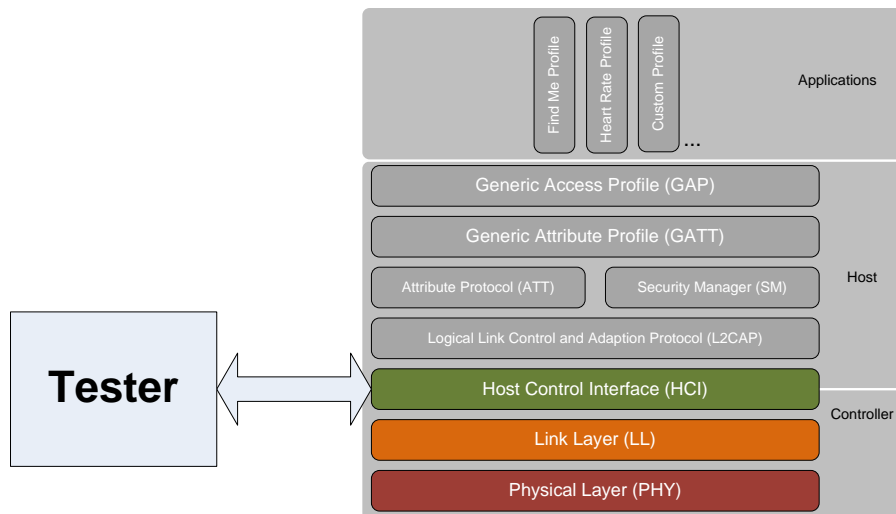 Find Me Profile
Heart Rate Profile
Custom Profile
...
Applications
Generic Access Profile (GAP)
Generic Attribute Profile (GATT)
Attribute Protocol (ATT)
Security Manager (SM)
Host
Logical Link Control and Adaption Protocol (L2CAP)
Tester
Host Control Interface (HCI)
Controller
Link Layer (LL)
Physical Layer (PHY)